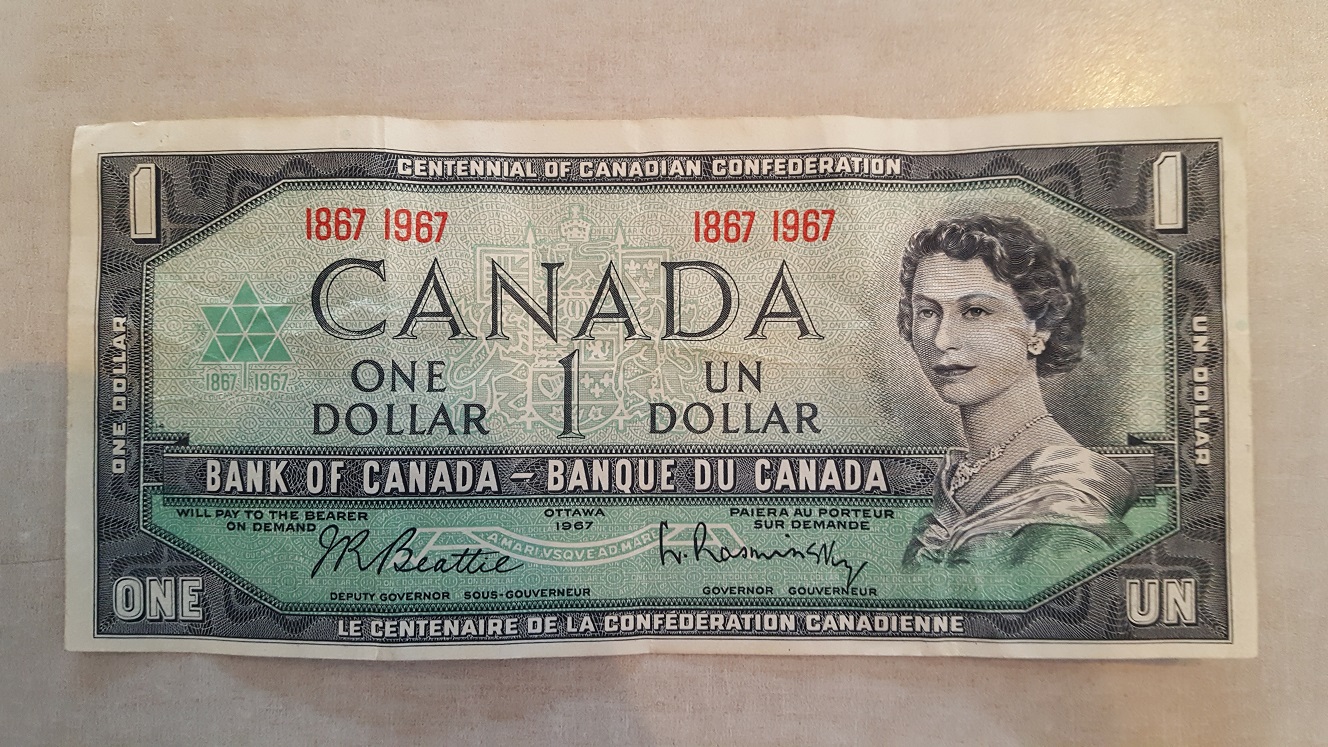 CENTENNIAL OF CANADIAN CONFEDERATION
1 1
1867 1967 1867 1967
CANADA
1867 1967
ONE 1 UN
DOLLAR DOLLAR
ONE DOLLAR
UN DOLLAR
BANK OF CANADA – BANQUE DU CANADA
WILL PAY TO THE BEARER OTTAWA PAIERA AU PORTEUR
ON DEMAND 1967 SUR DEMANDE
A MARI VSQVE AD MARE
JR Beattie L. Rasminsky
DEPUTY GOVERNOR SOUS-GOUVERNEUR GOVERNOR GOUVERNEUR
ONE UN
LE CENTENAIRE DE LA CONFÉDÉRATION CANADIENNE